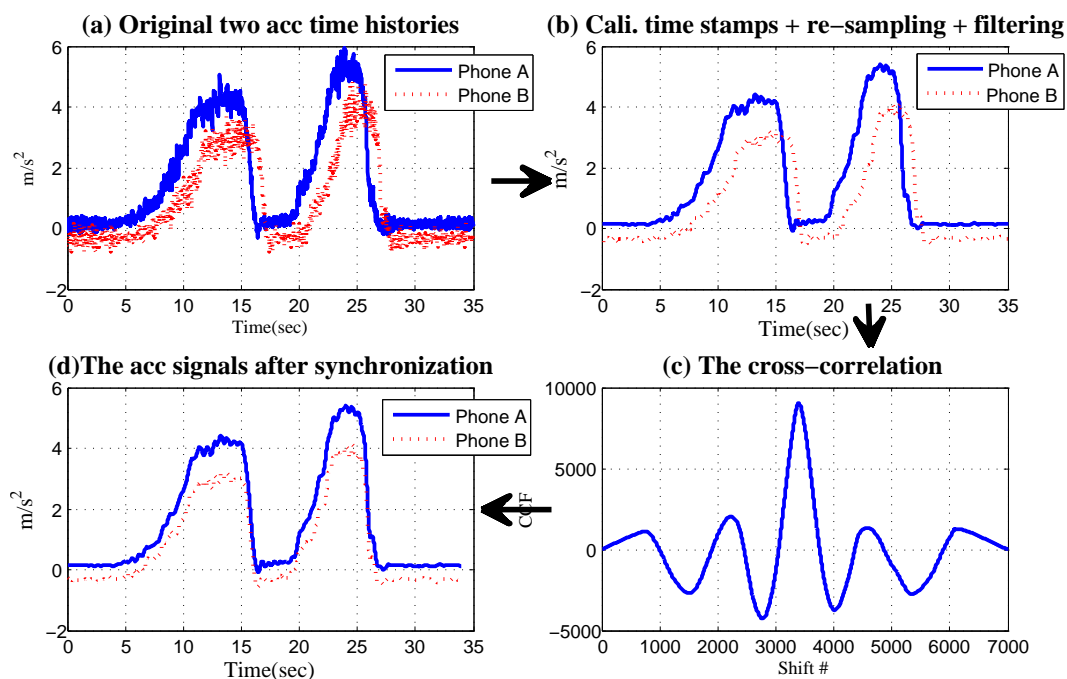 (a) Original two acc time histories
6
4
2
0
−2
m/s²
0 5 10 15 20 25 30 35
Time(sec)
Phone A
Phone B
(b) Cali. time stamps + re−sampling + filtering
6
4
2
0
−2
m/s²
0 5 10 15 20 25 30 35
Time(sec)
Phone A
Phone B
(d)The acc signals after synchronization
6
4
2
0
−2
m/s²
0 5 10 15 20 25 30 35
Time(sec)
Phone A
Phone B
(c) The cross−correlation
10000
5000
0
−5000
CCF
0 1000 2000 3000 4000 5000 6000 7000
Shift #